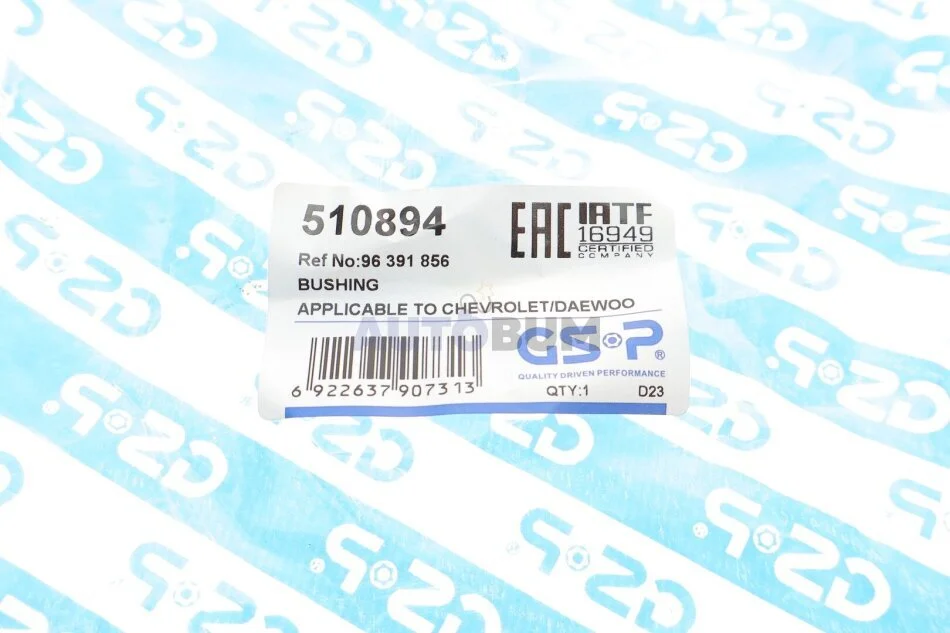 510894
EAC
IATF
16949
CERTIFIED
COMPANY
Ref No:96 391 856
BUSHING
APPLICABLE TO CHEVROLET/DAEWOO
AUTOBUM
GSP®
QUALITY DRIVEN PERFORMANCE
6 922637 907313
QTY:1 D23